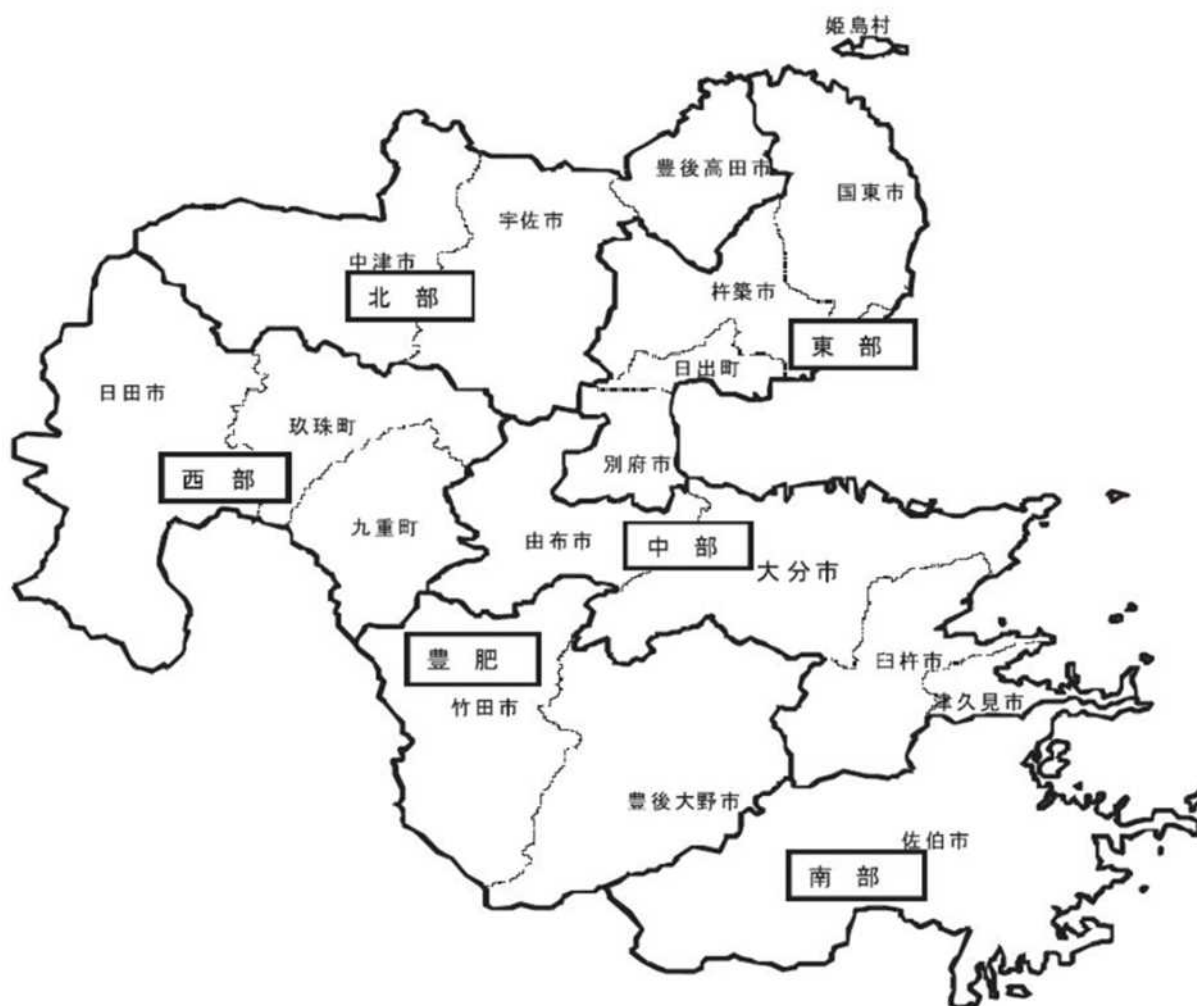 姫島村
豊後高田市
国東市
宇佐市
中津市
北部
杵築市
東部
日出町
日田市
玖珠町
別府市
西部
九重町
由布市
中部
大分市
豊肥
臼杵市
竹田市
津久見市
豊後大野市
佐伯市
南部